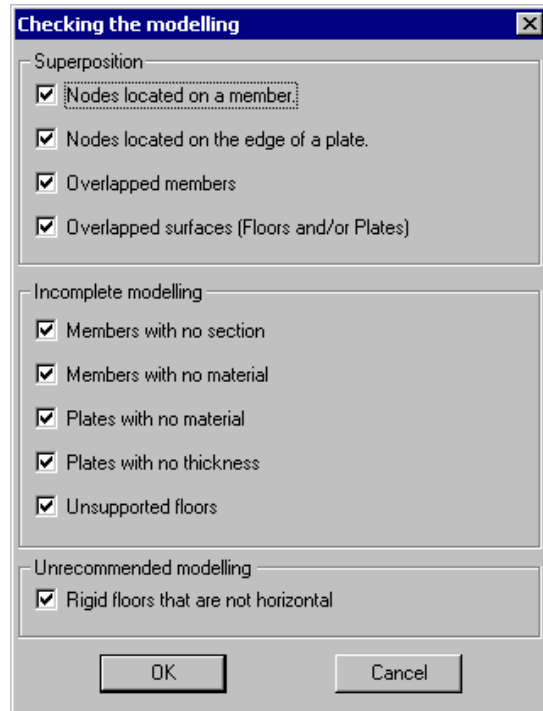 Checking the modelling
Superposition
Nodes located on a member.
Nodes located on the edge of a plate.
Overlapped members
Overlapped surfaces (Floors and/or Plates)
Incomplete modelling
Members with no section
Members with no material
Plates with no material
Plates with no thickness
Unsupported floors
Unrecommended modelling
Rigid floors that are not horizontal
OK Cancel